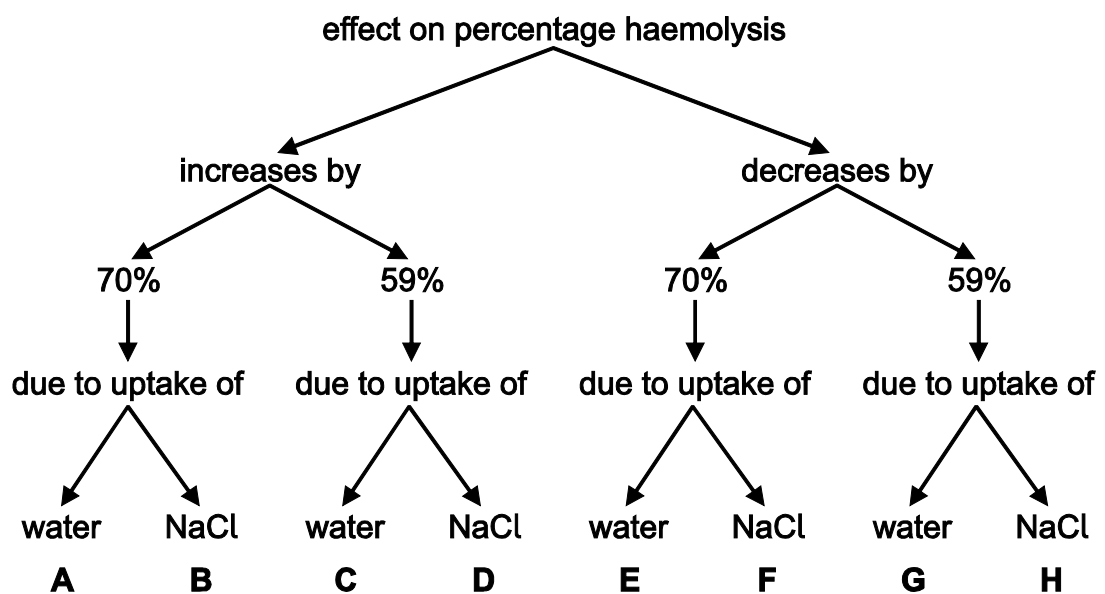 effect on percentage haemolysis
increases by decreases by
70% 59% 70% 59%
due to uptake of due to uptake of due to uptake of due to uptake of
water NaCl water NaCl water NaCl water NaCl
A B C D E F G H